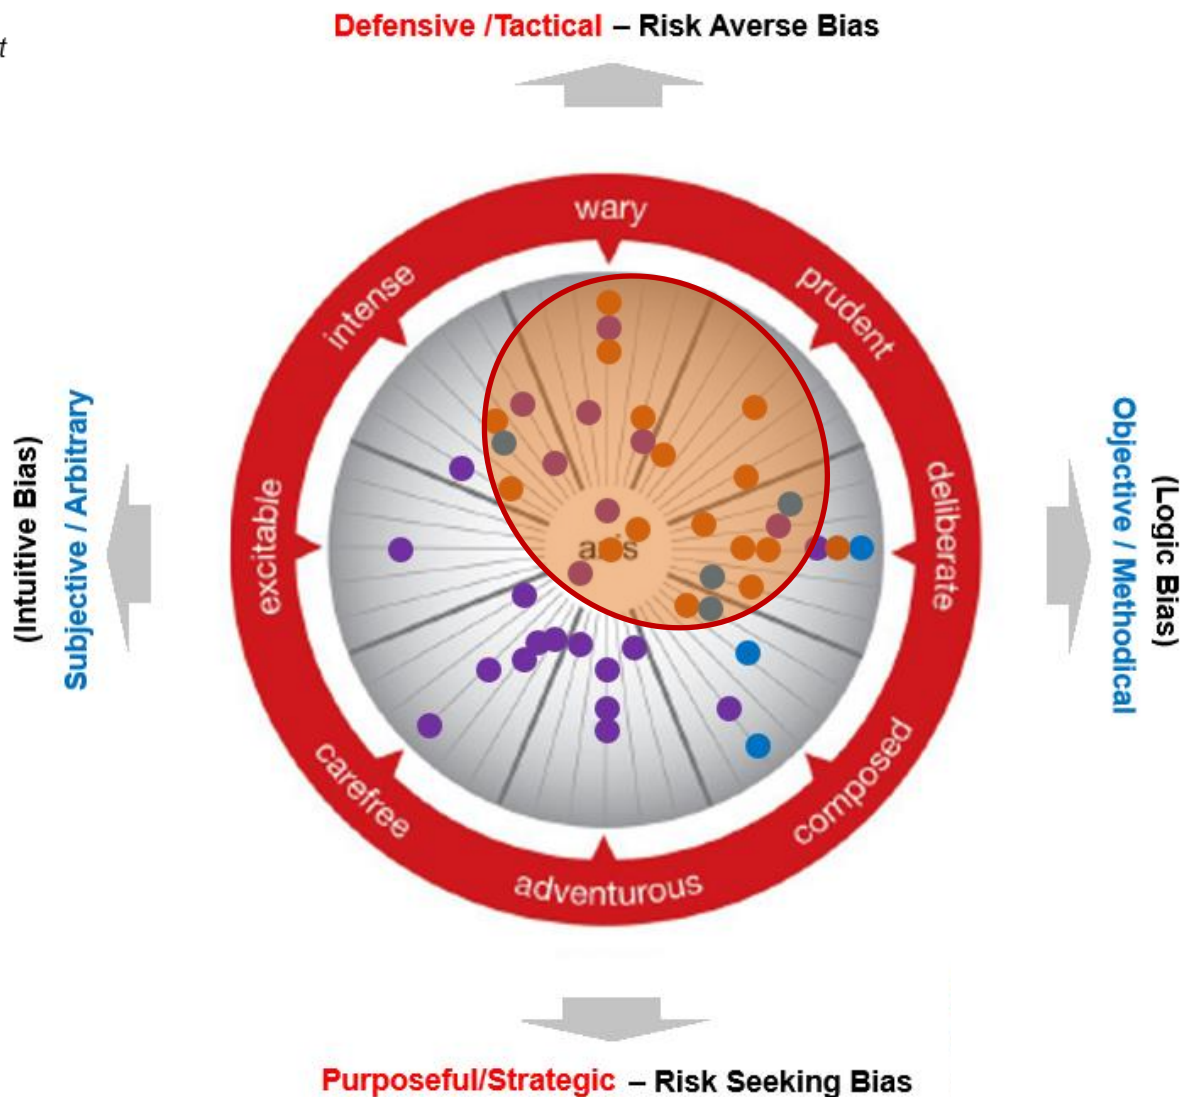 t
Defensive /Tactical – Risk Averse Bias
wary
intense
prudent
excitable
axis
deliberate
carefree
composed
adventurous
(Intuitive Bias)
Subjective / Arbitrary
Objective / Methodical
(Logic Bias)
Purposeful/Strategic – Risk Seeking Bias